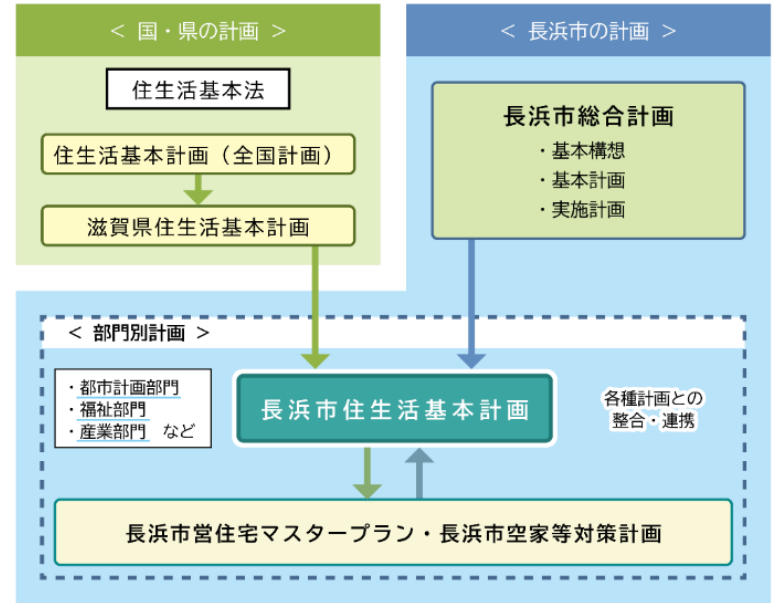 < 国・県の計画 >
住生活基本法
住生活基本計画（全国計画）
滋賀県住生活基本計画
< 長浜市の計画 >
長浜市総合計画
・基本構想
・基本計画
・実施計画
< 部門別計画 >
・都市計画部門
・福祉部門
・産業部門 など
長浜市住生活基本計画
各種計画との
整合・連携
長浜市営住宅マスタープラン・長浜市空家等対策計画